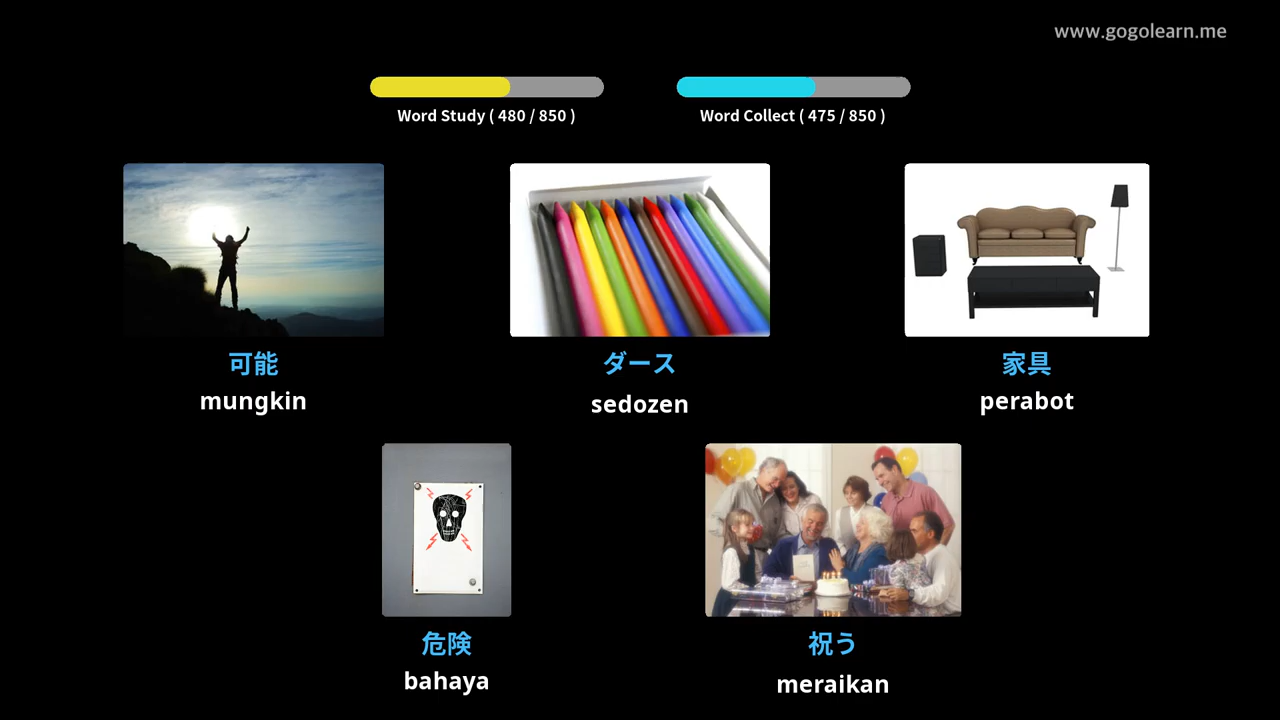 www.gogolearn.me
Word Study ( 480 / 850 )
Word Collect ( 475 / 850 )
可能
mungkin
ダース
sedozen
家具
perabot
危険
bahaya
祝う
meraikan